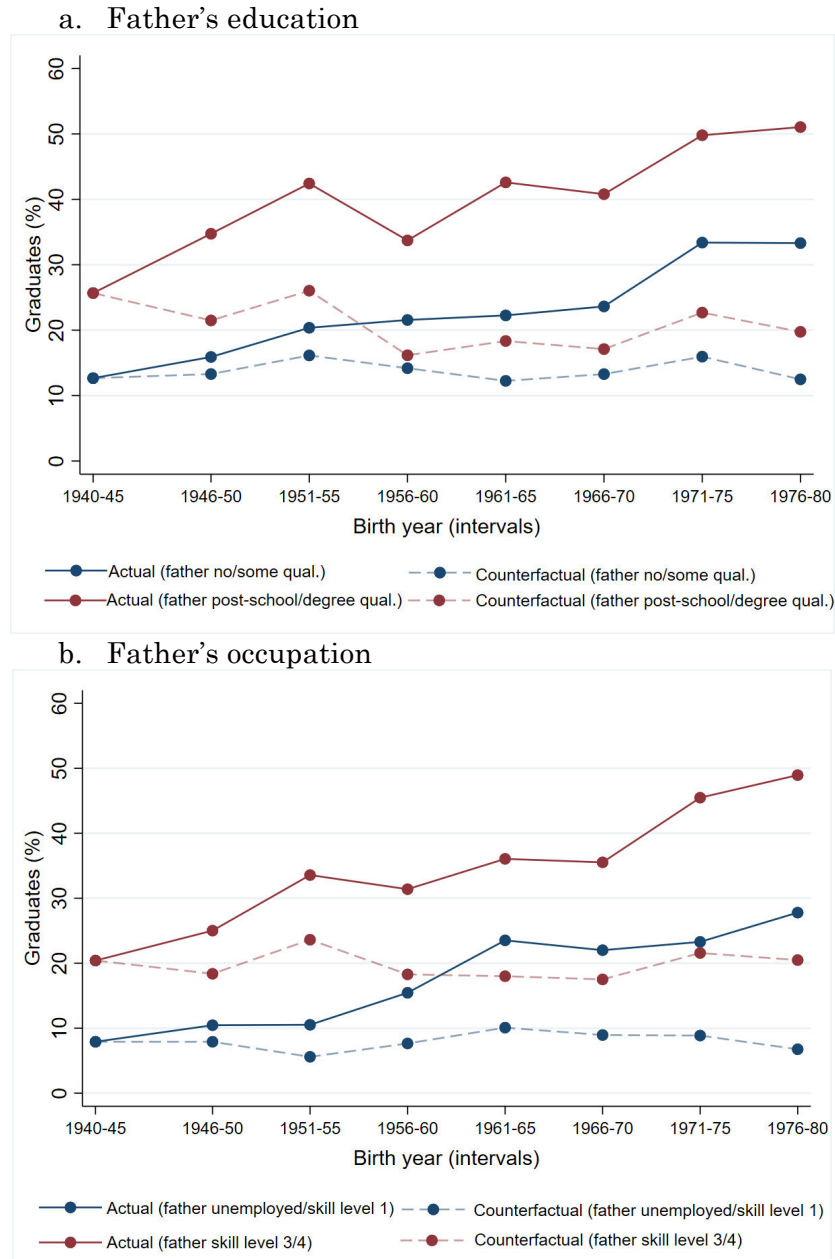 a. Father’s education
60
50
40
30
20
10
0
Graduates (%)
1940-45 1946-50 1951-55 1956-60 1961-65 1966-70 1971-75 1976-80
Birth year (intervals)
Actual (father no/some qual.) Counterfactual (father no/some qual.)
Actual (father post-school/degree qual.) Counterfactual (father post-school/degree qual.)
b. Father’s occupation
60
50
40
30
20
10
0
Graduates (%)
1940-45 1946-50 1951-55 1956-60 1961-65 1966-70 1971-75 1976-80
Birth year (intervals)
Actual (father unemployed/skill level 1) Counterfactual (father unemployed/skill level 1)
Actual (father skill level 3/4) Counterfactual (father skill level 3/4)